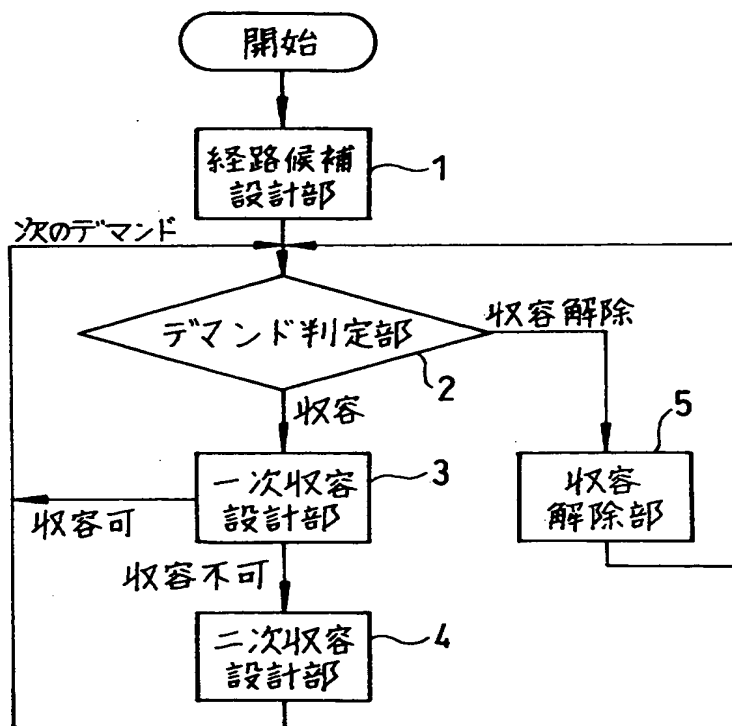 開始
経路候補
設計部
1
次のデマンド
デマンド判定部
2
収容解除
収容
一次収容
設計部
3
5
収容
解除部
収容可
収容不可
二次収容
設計部
4